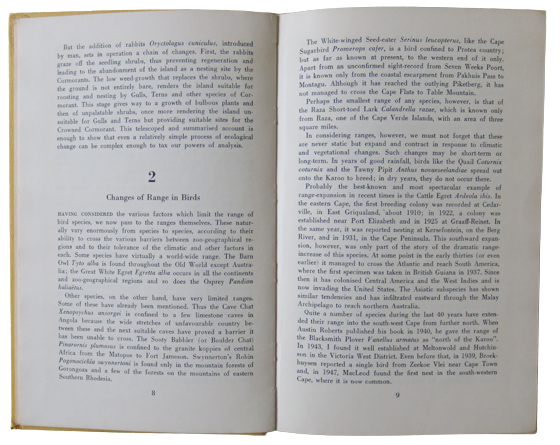 But the addition of rabbits Oryctolagus cuniculus, introduced
by man, sets in operation a chain of changes. First, the rabbits
graze off the seedling shrubs, thus preventing regeneration and
leading to the abandonment of the island as a nesting site by the
Cormorants. The low weed growth that replaces the shrubs, where
the ground is not entirely bare, renders the island suitable for
roosting and nesting by Gulls, Terns and other species of Cor-
morant. This stage gives way to a growth of bulbous plants and
then of unpalatable shrubs, once more rendering the island un-
suitable for Gulls and Terns but providing suitable sites for the
Crowned Cormorant. This telescoped and summarised account is
enough to show that even a relatively simple process of ecological
change can be complex enough to tax our powers of analysis.
2
Changes of Range in Birds
HAVING CONSIDERED the various factors which limit the range of
bird species, we now pass to the ranges themselves. These natur-
ally vary enormously from species to species, according to their
ability to cross the various barriers between zoo-geographical re-
gions and to their tolerance of the climatic and other factors in
each. Some species have virtually a world-wide range. The Barn
Owl Tyto alba is found throughout the Old World except Austra-
lia; the Great White Egret Egretta alba occurs in all the continents
and zoo-geographical regions and so does the Osprey Pandion
haliaëtus.
Other species, on the other hand, have very limited ranges.
Some of these have already been mentioned. Thus the Cave Chat
Xenopsychus ansorgei is confined to a few limestone caves in
Angola because the wide stretches of unfavourable country be-
tween these and the next suitable caves have proved a barrier it
has been unable to cross. The Sooty Babbler (or Boulder Chat)
Pinarornis plumosus is confined to the granite koppies of central
Africa from the Matopos to Fort Jameson. Swynnerton's Robin
Pogonocichla swynnertoni is found only in the mountain forests of
Gorongoza and a few of the forests on the mountains of eastern
Southern Rhodesia.
8
The White-winged Seed-eater Serinus leucopterus, like the Cape
Sugarbird Promerops cafer, is a bird confined to Protea country;
but as far as known at present, to the western end of it only.
Apart from an unconfirmed sight-record from Seven Weeks Poort,
it is known only from the coastal escarpment from Pakhuis Pass to
Montagu. Although it has reached the outlying Piketberg, it has
not managed to cross the Cape Flats to Table Mountain.
Perhaps the smallest range of any species, however, is that of
the Raza Short-toed Lark Calandrella razae, which is known only
from Raza, one of the Cape Verde Islands, with an area of three
square miles.
In considering ranges, however, we must not forget that these
are never static but expand and contract in response to climatic
and vegetational changes. Such changes may be short-term or
long-term. In years of good rainfall, birds like the Quail Coturnix
coturnix and the Tawny Pipit Anthus novaeseelandiae spread out
onto the Karoo to breed; in dry years, they do not occur there.
Probably the best-known and most spectacular example of
range-expansion in recent times is the Cattle Egret Ardeola ibis. In
the eastern Cape, the first breeding colony was recorded at Cedar-
ville, in East Griqualand, about 1910; in 1922, a colony was
established near Port Elizabeth and in 1925 at Graaff-Reinet. In
the same year, it was reported nesting at Kersefontein, on the Berg
River, and in 1931, in the Cape Peninsula. This southward expan-
sion, however, was only part of the story of the dramatic range-
increase of this species. At some point in the early thirties (or even
earlier) it managed to cross the Atlantic and reach South America,
where the first specimen was taken in British Guiana in 1937. Since
then it has colonised Central America and the West Indies and is
now invading the United States. The Asiatic subspecies has shown
similar tendencies and has infiltrated eastward through the Malay
Archipelago to reach northern Australia.
Quite a number of species during the last 40 years have exten-
ded their range into the south-west Cape from further north. When
Austin Roberts published his book in 1940, he gave the range of
the Blacksmith Plover Vanellus armatus as "north of the Karoo".
In 1943, I found it well established at Meltonwold and Hutchin-
son in the Victoria West District. Even before that, in 1939, Broek-
huysen reported a single bird from Zeekoe Vlei near Cape Town
and, in 1947, MacLeod found the first nest in the south-western
Cape, where it is now common.
9